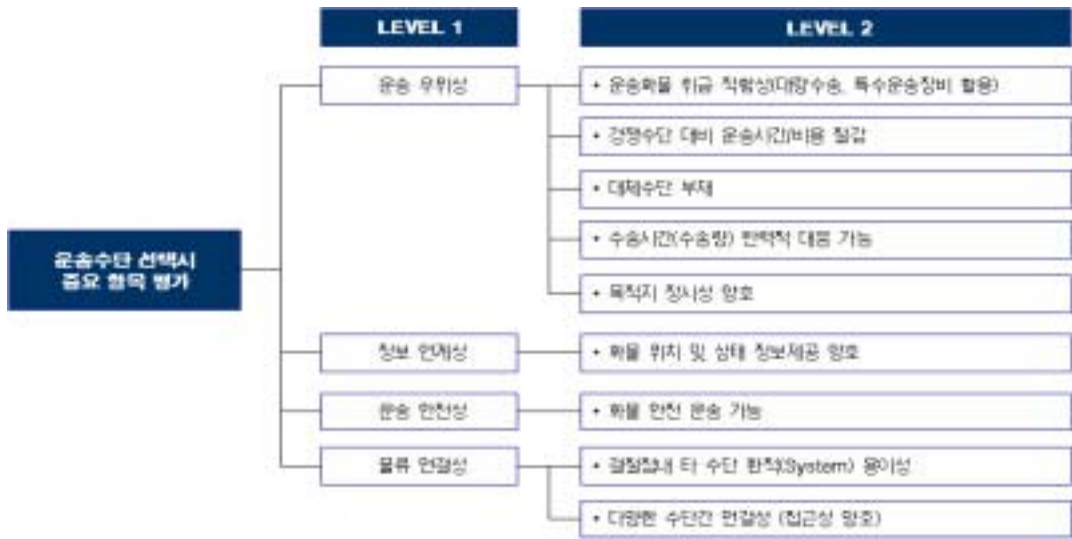 LEVEL 1
LEVEL 2
운송 우위성
• 운송화물 취급 적합성(대량수송, 특수운송장비 활용)
• 경쟁수단 대비 운송시간/비용 절감
• 대체수단 부재
운송수단 선택시
중요 항목 평가
• 수송시간(수송량) 탄력적 대응 가능
• 목적지 정시성 양호
정보 연계성
• 화물 위치 및 상태 정보제공 양호
운송 안전성
• 화물 안전 운송 가능
물류 연결성
• 결절점내 타 수단 환적(System) 용이성
• 다양한 수단간 연결성 (접근성 양호)